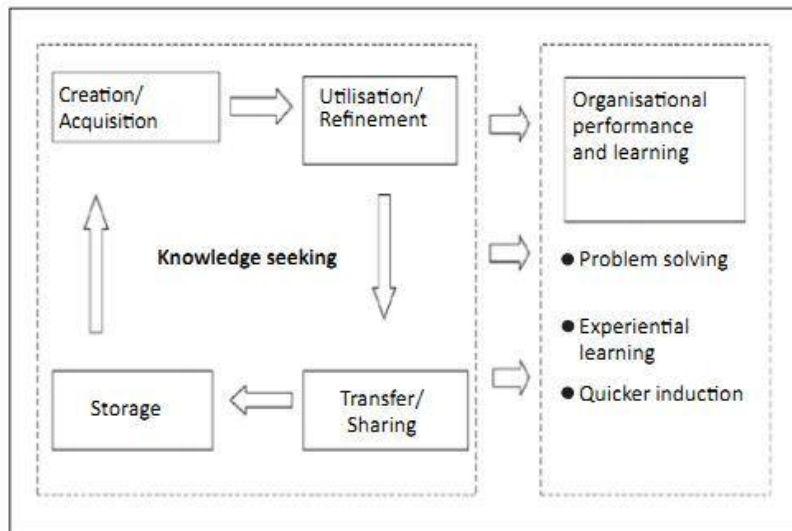 Creation/
Acquisition
Utilisation/
Refinement
Organisational
performance
and learning
Knowledge seeking
● Problem solving
● Experiential
learning
● Quicker induction
Storage
Transfer/
Sharing